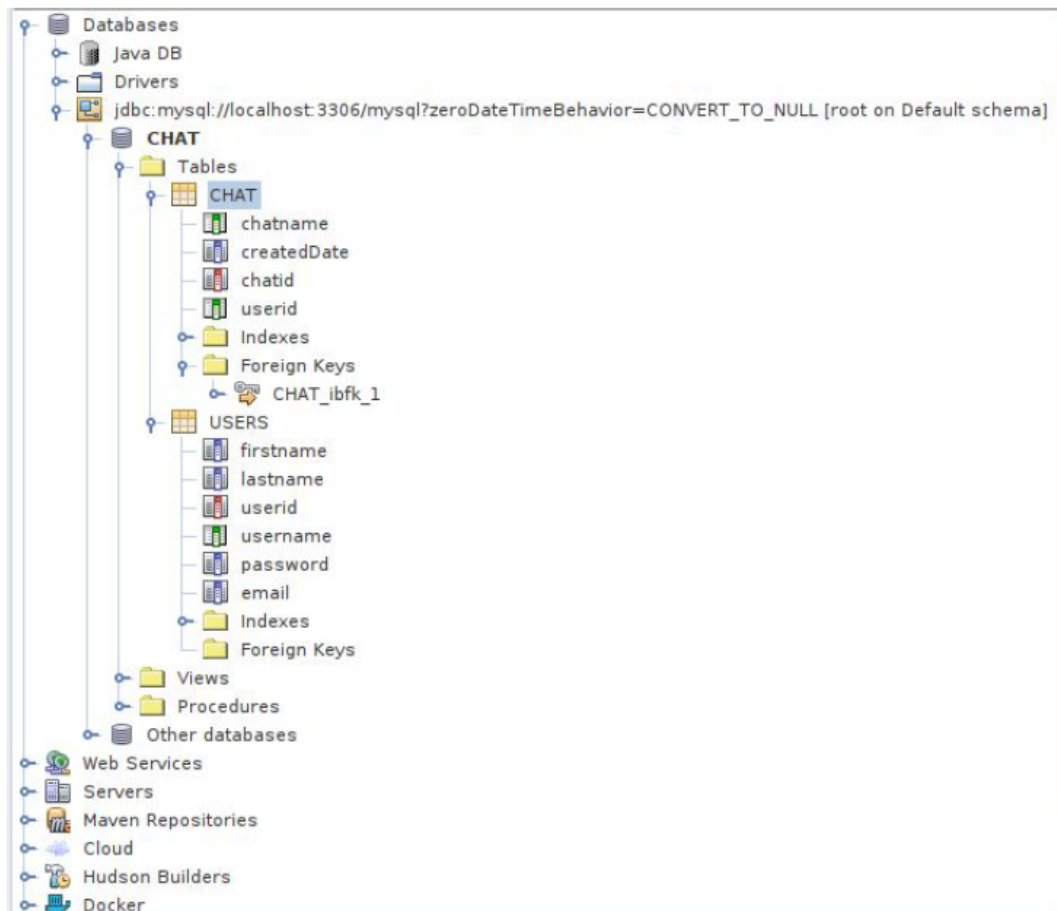 Databases
Java DB
Drivers
jdbc:mysql://localhost:3306/mysql?zeroDateTimeBehavior=CONVERT_TO_NULL [root on Default schema]
CHAT
Tables
CHAT
chatname
createdDate
chatid
userid
Indexes
Foreign Keys
CHAT_ibfk_1
USERS
firstname
lastname
userid
username
password
email
Indexes
Foreign Keys
Views
Procedures
Other databases
Web Services
Servers
Maven Repositories
Cloud
Hudson Builders
Docker